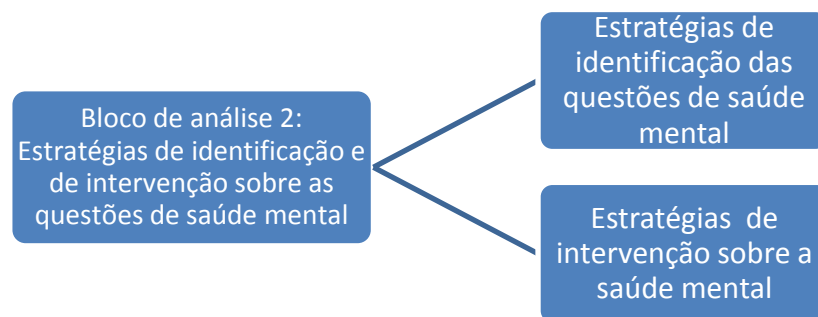 Bloco de análise 2:
Estratégias de identificação e
de intervenção sobre as
questões de saúde mental
Estratégias de
identificação das
questões de saúde
mental
Estratégias de
intervenção sobre a
saúde mental